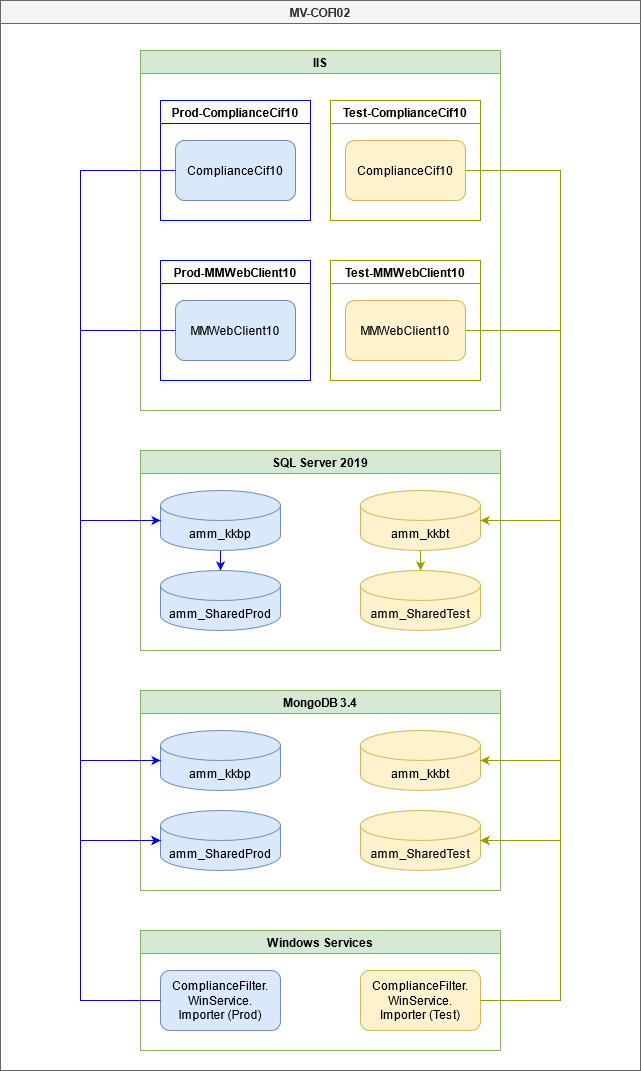 MV-COFI02
IIS
Prod-ComplianceCif10
Test-ComplianceCif10
ComplianceCif10
ComplianceCif10
Prod-MMWebClient10
Test-MMWebClient10
MMWebClient10
MMWebClient10
SQL Server 2019
amm_kkbp
amm_kkbt
amm_SharedProd
amm_SharedTest
MongoDB 3.4
amm_kkbp
amm_kkbt
amm_SharedProd
amm_SharedTest
Windows Services
ComplianceFilter.
WinService.
Importer (Prod)
ComplianceFilter.
WinService.
Importer (Test)